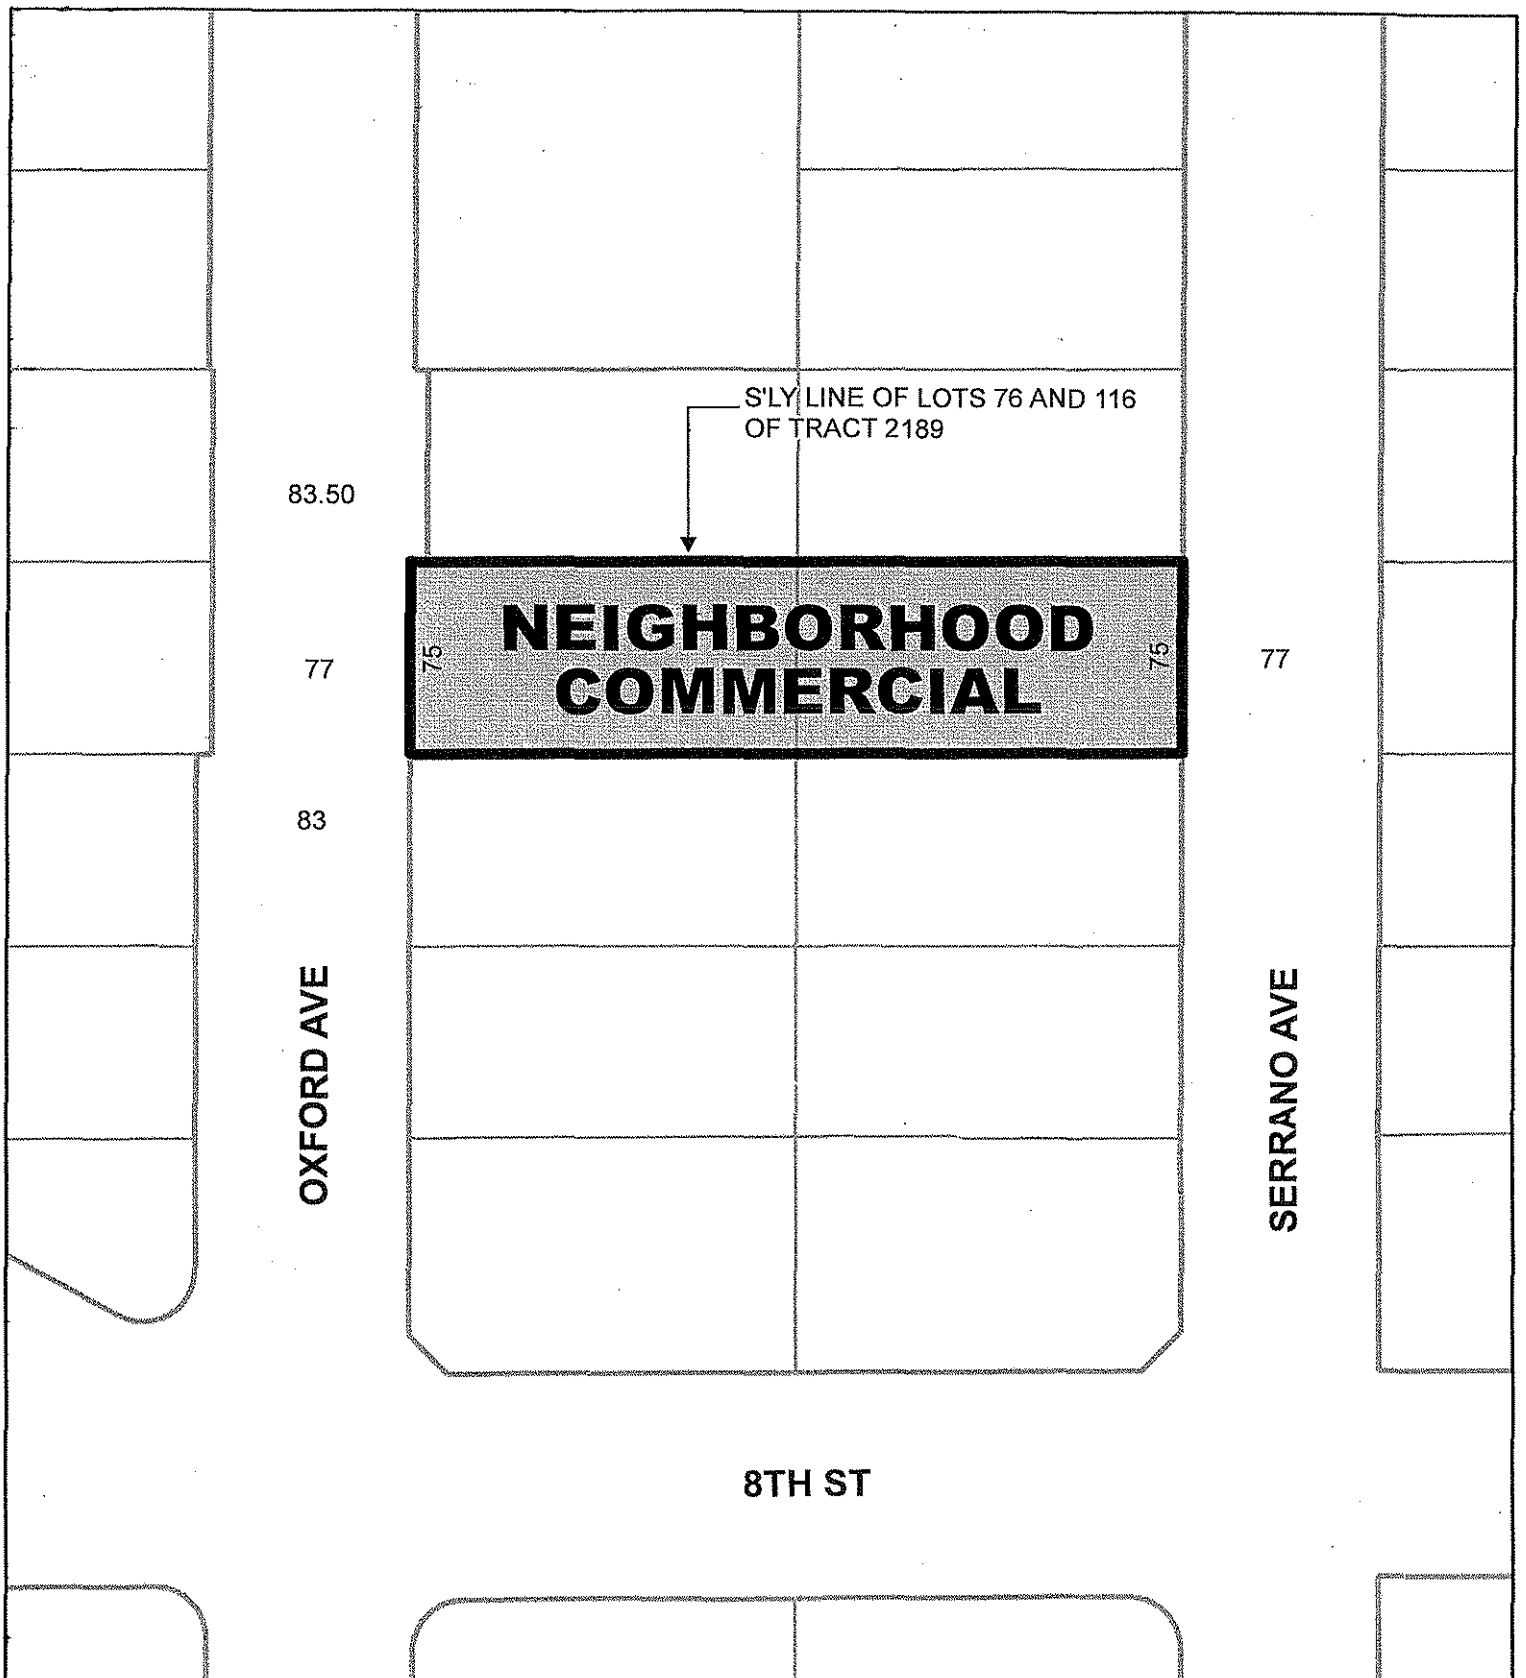 S'LY LINE OF LOTS 76 AND 116
OF TRACT 2189
83.50
NEIGHBORHOOD
COMMERCIAL
75
75
77
77
83
OXFORD AVE
SERRANO AVE
8TH ST